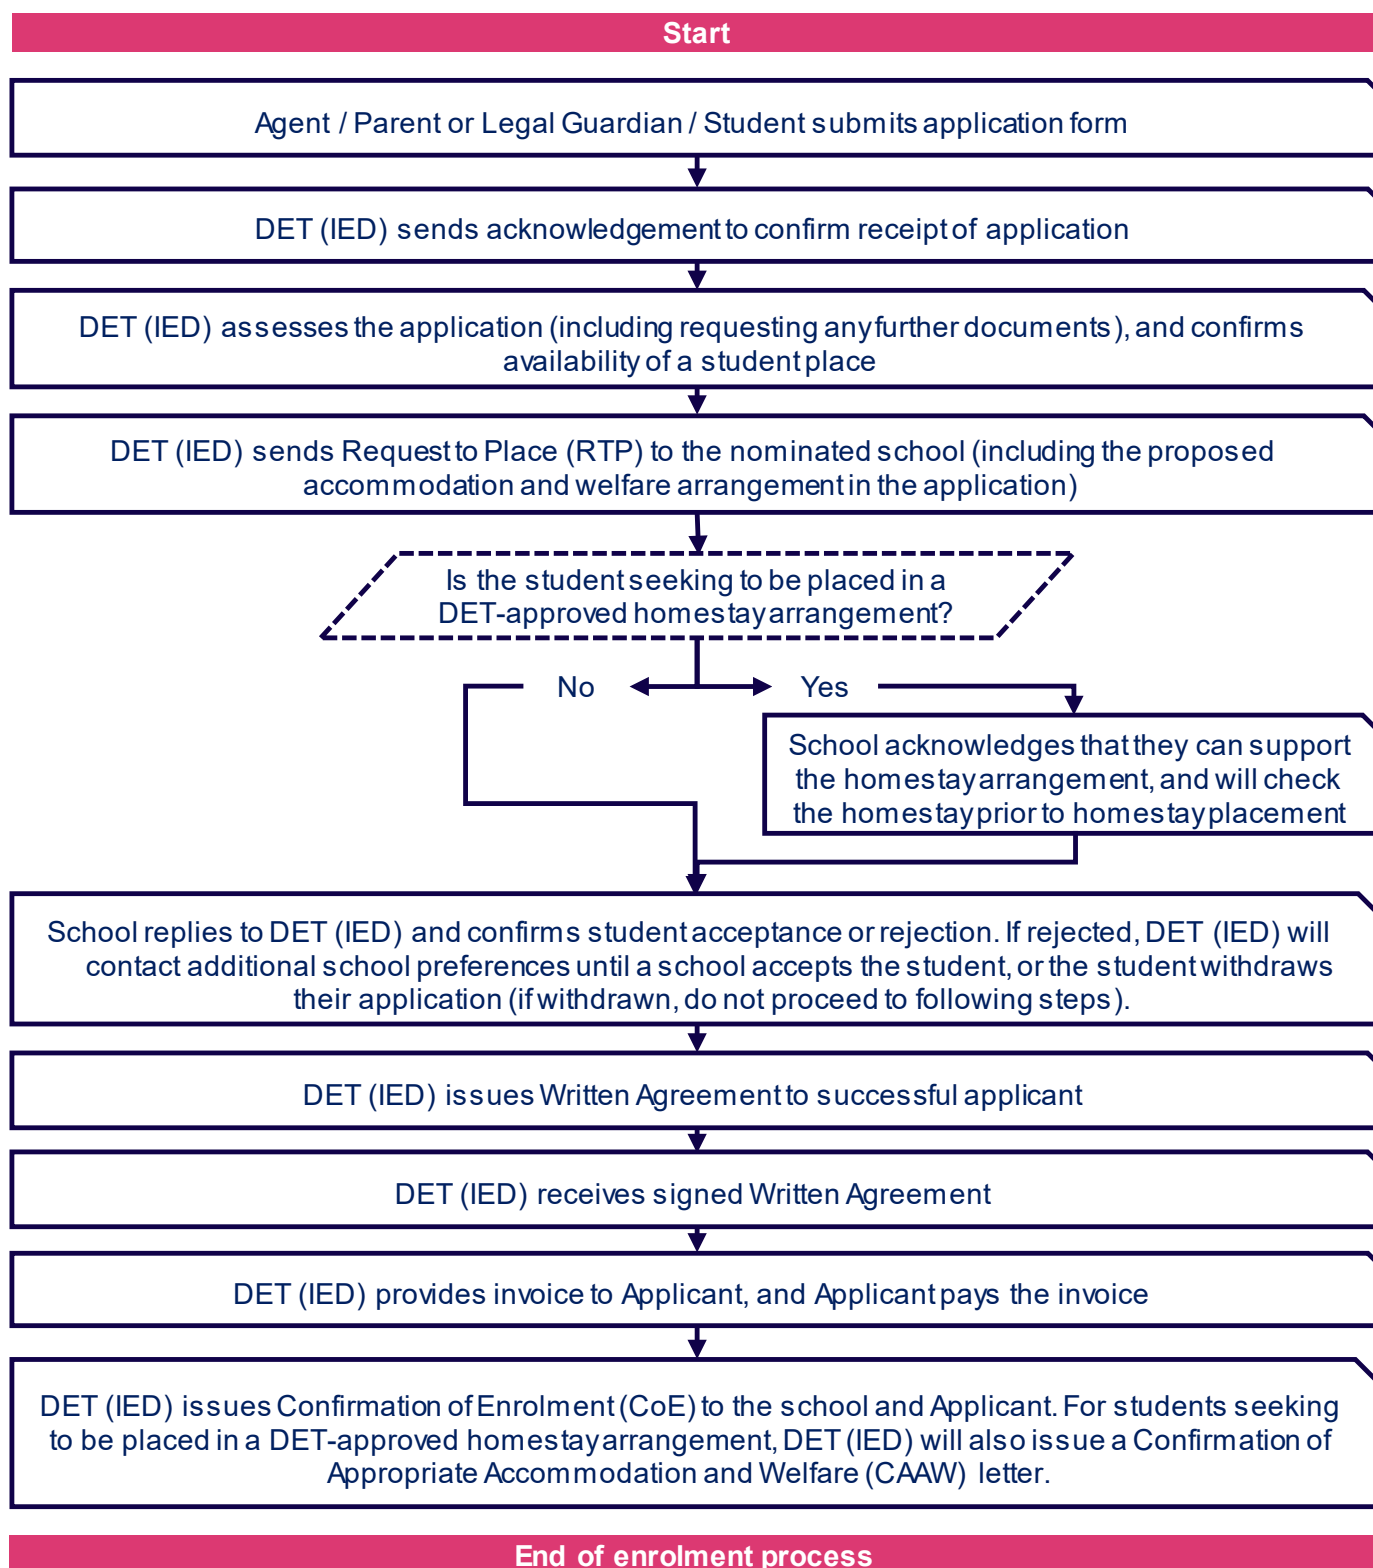 Start
Agent / Parent or Legal Guardian / Student submits application form
DET (IED) sends acknowledgement to confirm receipt of application
DET (IED) assesses the application (including requesting any further documents), and confirms
availability of a student place
DET (IED) sends Request to Place (RTP) to the nominated school (including the proposed
accommodation and welfare arrangement in the application)
Is the student seeking to be placed in a
DET-approved homestay arrangement?
No
Yes
School acknowledges that they can support
the homestay arrangement, and will check
the homestay prior to homestay placement
School replies to DET (IED) and confirms student acceptance or rejection. If rejected, DET (IED) will
contact additional school preferences until a school accepts the student, or the student withdraws
their application (if withdrawn, do not proceed to following steps).
DET (IED) issues Written Agreement to successful applicant
DET (IED) receives signed Written Agreement
DET (IED) provides invoice to Applicant, and Applicant pays the invoice
DET (IED) issues Confirmation of Enrolment (CoE) to the school and Applicant. For students seeking
to be placed in a DET-approved homestay arrangement, DET (IED) will also issue a Confirmation of
Appropriate Accommodation and Welfare (CAAW) letter.
End of enrolment process